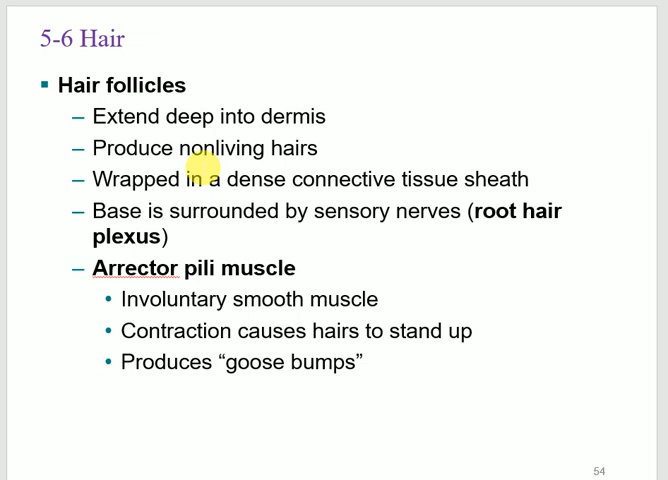 5-6 Hair
▪ Hair follicles
– Extend deep into dermis
– Produce nonliving hairs
– Wrapped in a dense connective tissue sheath
– Base is surrounded by sensory nerves (root hair
plexus)
– Arrector pili muscle
• Involuntary smooth muscle
• Contraction causes hairs to stand up
• Produces “goose bumps”
54